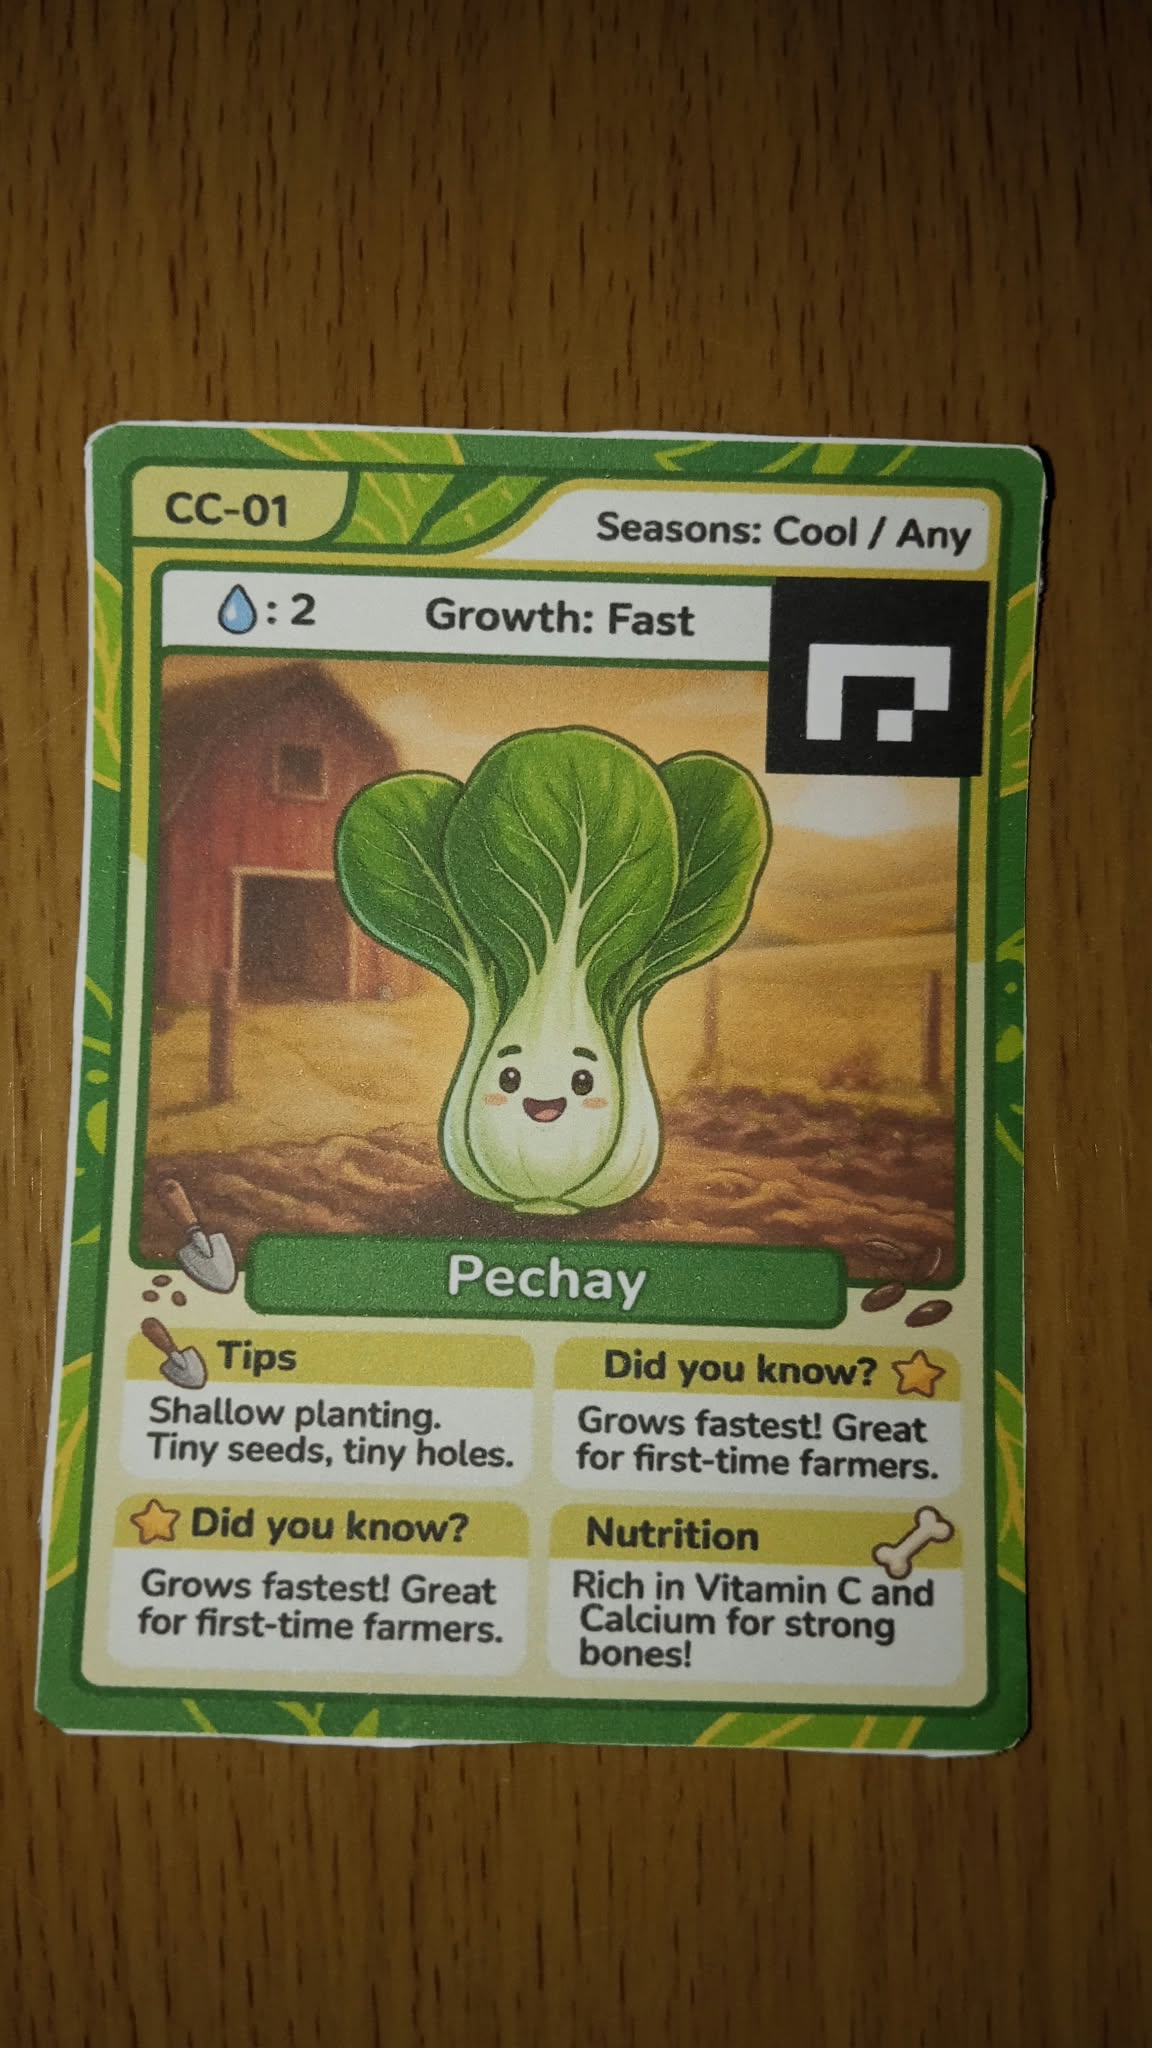 CC-01
Seasons: Cool / Any
: 2
Growth: Fast
Pechay
Tips
Shallow planting.
Tiny seeds, tiny holes.
Did you know?
Grows fastest! Great
for first-time farmers.
Did you know?
Grows fastest! Great
for first-time farmers.
Nutrition
Rich in Vitamin C and
Calcium for strong
bones!